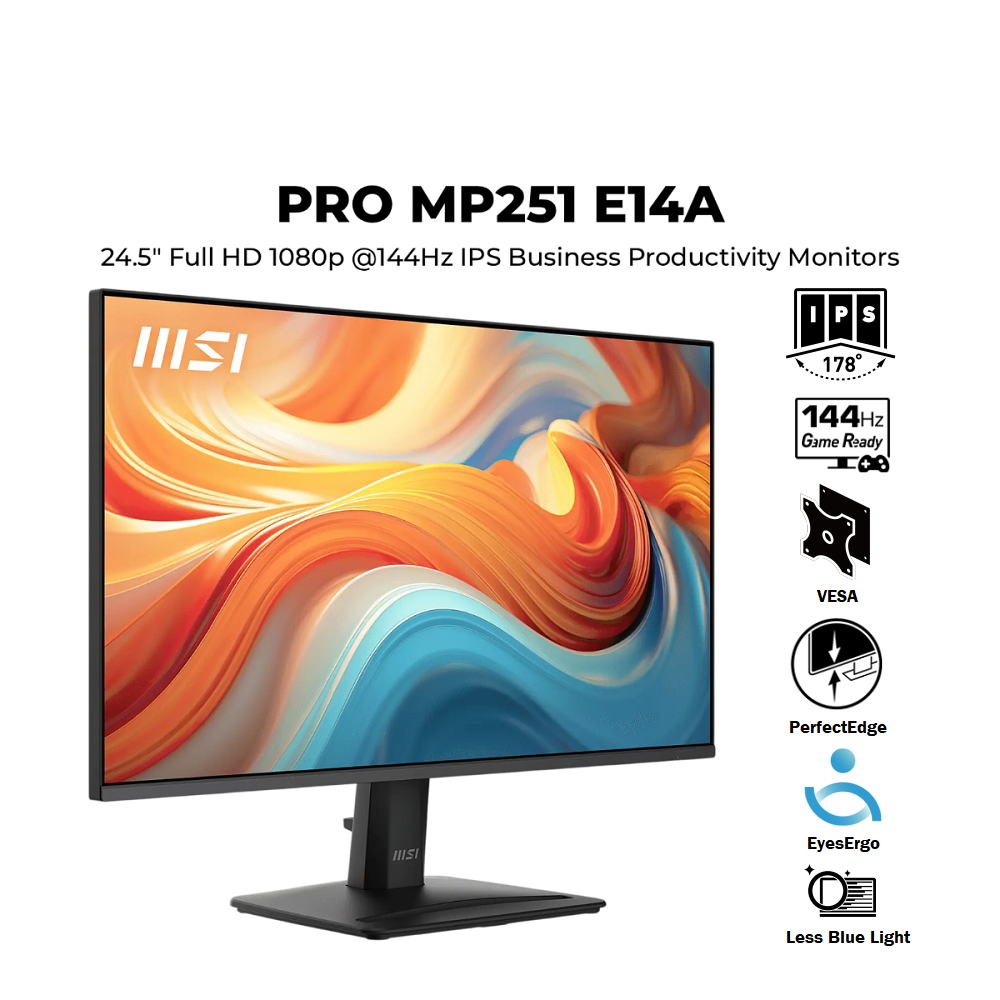 PRO MP251 E14A
24.5" Full HD 1080p @144Hz IPS Business Productivity Monitors
msi
IPS
178°
144Hz
Game Ready
VESA
PerfectEdge
EyesErgo
msi
Less Blue Light